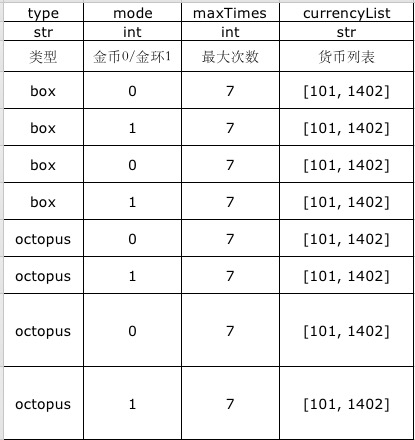 type mode maxTimes currencyList
str int int str
类型 金币0/金环1 最大次数 货币列表
box 0 7 [101, 1402]
box 1 7 [101, 1402]
box 0 7 [101, 1402]
box 1 7 [101, 1402]
octopus 0 7 [101, 1402]
octopus 1 7 [101, 1402]
octopus 0 7 [101, 1402]
octopus 1 7 [101, 1402]